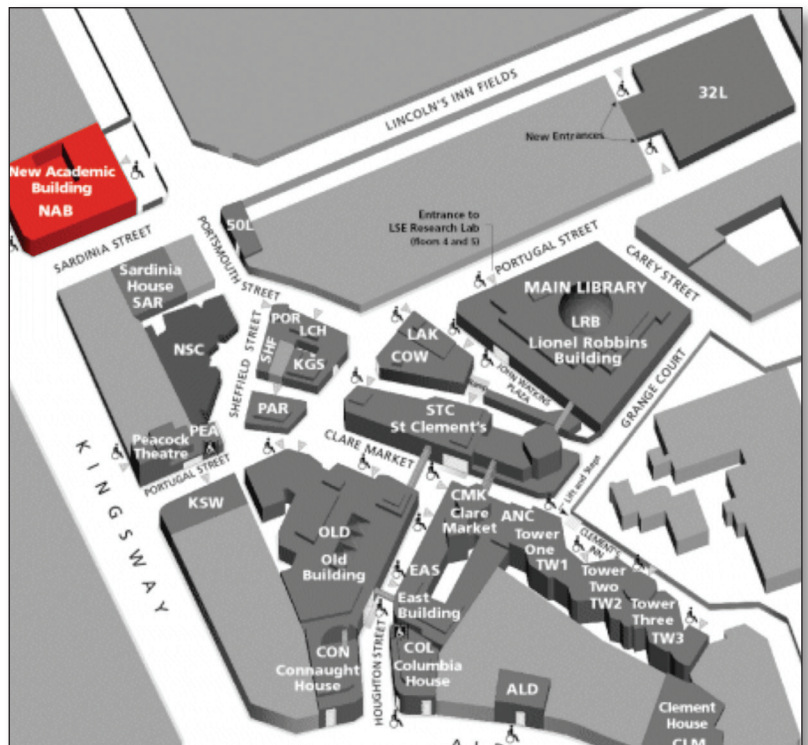 LINCOLN'S INN FIELDS
32L
New Entrances
New Academic
Building
NAB
SARDINIA STREET
PORTSMOUTH STREET
50L
Entrance to
LSE Research Lab
(floors 4 and 5)
PORTUGAL STREET
CAREY STREET
Sardinia
House
SAR
NSC
SHEFFIELD STREET
POR
LCH
SHF
KGS
PAR
LAK
COW
MAIN LIBRARY
LRB
Lionel Robbins
Building
JOHN WATKINS
PLAZA
GRANGE COURT
STC
St Clement's
PEA
Peacock
Theatre
PORTUGAL STREET
KINGSWAY
KSW
CLARE MARKET
OLD
Old
Building
CMK
Clare
Market
ANC
Tower
One
TW1
Lift and Steps
CLEMENT'S
Tower
Two
TW2
Tower
Three
TW3
EAS
East
Building
CON
Connaught
House
HOUGHTON STREET
COL
Columbia
House
ALD
Clement
House
CLM